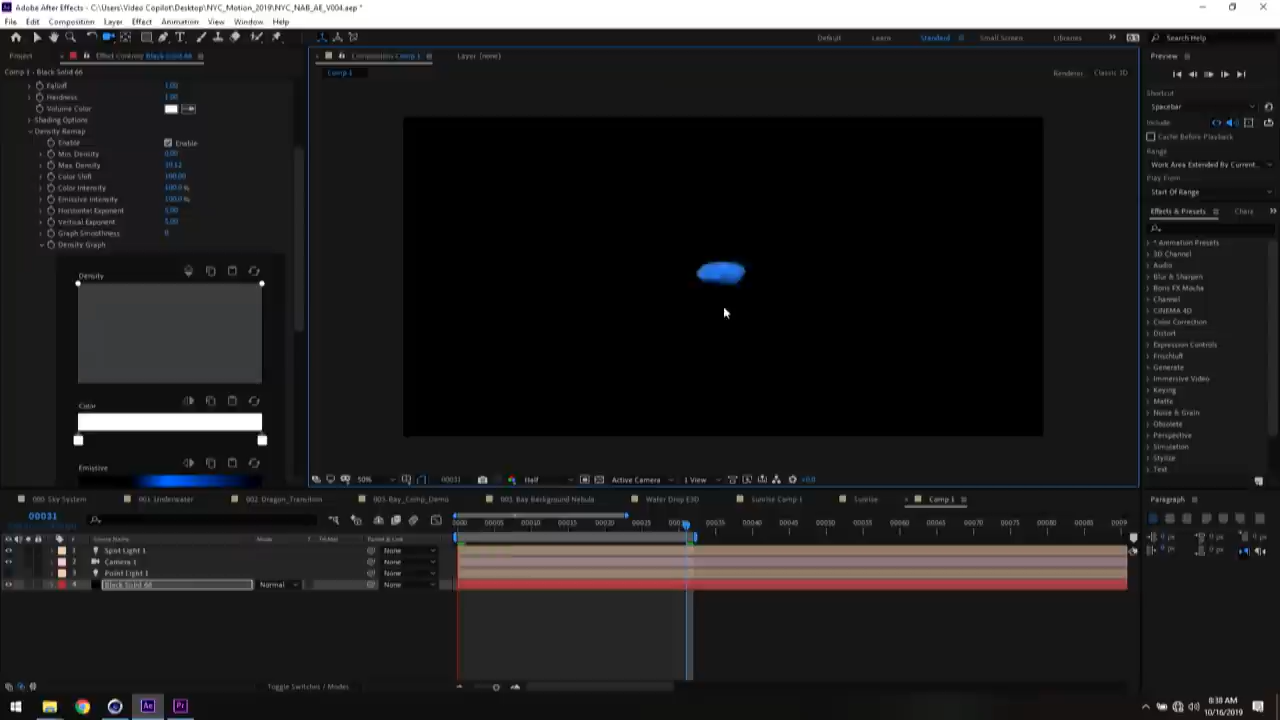 Adobe After Effects - C:\Users\Video Copilot\Desktop\NYC_Motion_2019\NYC_NAB_AE_V004.aep *
File Edit Composition Layer Effect Animation View Window Help
Default Learn Standard Small Screen Libraries Search Help
Project Effect Controls Black Solid 66
Composition Comp 1 Layer (none)
Preview
Comp 1 · Black Solid 66
Comp 1
Renderer: Classic 3D
Falloff 1.00
Hardness 1.00
Volume Color
Shading Options
Density Remap
Enable Enable
Min. Density 0.00
Max. Density
Color Shift 100.00
Color Intensity 100.0 %
Emissive Intensity 100.0 %
Horizontal Exponent 1.00
Vertical Exponent 1.00
Graph Smoothness 0
Density Graph
Density
Color
Emissive
Shortcut
Spacebar
Include:
Cache Before Playback
Range
Work Area Extended By Current...
Play From
Start Of Range
Effects & Presets
* Animation Presets
3D Channel
Audio
Blur & Sharpen
Boris FX Mocha
Channel
CINEMA 4D
Color Correction
Distort
Expression Controls
Frischluft
Generate
Immersive Video
Keying
Matte
Noise & Grain
Obsolete
Perspective
Simulation
Stylize
Text
50% 00031 Half Active Camera 1 View +0.0
000. Sky System 001. Underwater 002. Dragon_Transition 003. Bay_Comp_Demo 003. Bay Background Nebula Water Drop E3D Sunrise Comp 1 Sunrise Comp 1
Paragraph
00031
0000 00005 00010 00015 00020 00025 00035 00040 00045 00050 00055 00060 00065 00070 00075 00080 00085 0009
Source Name Mode Parent & Link
1 Spot Light 1 None
2 Camera 1 None
3 Point Light 1 None
4 Black Solid 66 Normal None
0 px
Toggle Switches / Modes
8:38 AM
10/16/2019